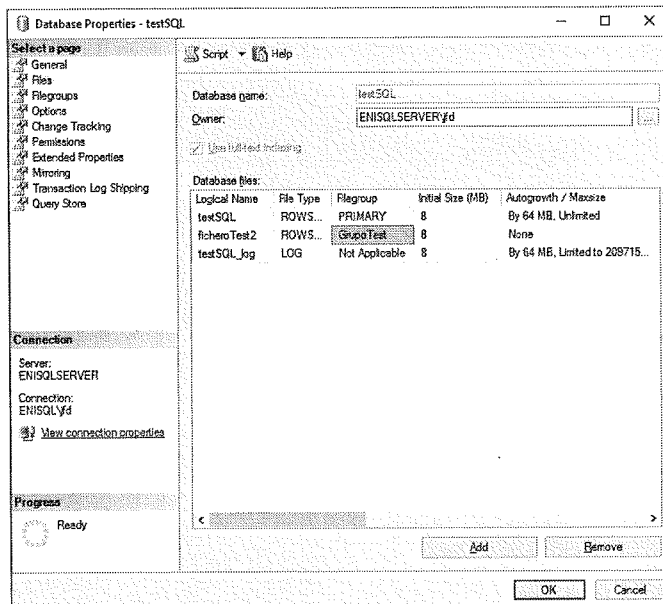 Database Properties - testSQL
Select a page
General
Files
Filegroups
Options
Change Tracking
Permissions
Extended Properties
Mirroring
Transaction Log Shipping
Query Store
Script Help
Database name: testSQL
Owner: ENISQLSERVER\fd ...
Use full-text indexing
Database files:
Logical Name File Type Filegroup Initial Size (MB) Autogrowth / Maxsize
testSQL ROWS... PRIMARY 8 By 64 MB, Unlimited
ficheroTest2 ROWS... GrupoTest 8 None
testSQL_log LOG Not Applicable 8 By 64 MB, Limited to 209715...
Connection
Server:
ENISQLSERVER
Connection:
ENISQL\fd
View connection properties
Progress
Ready
Add Remove
OK Cancel